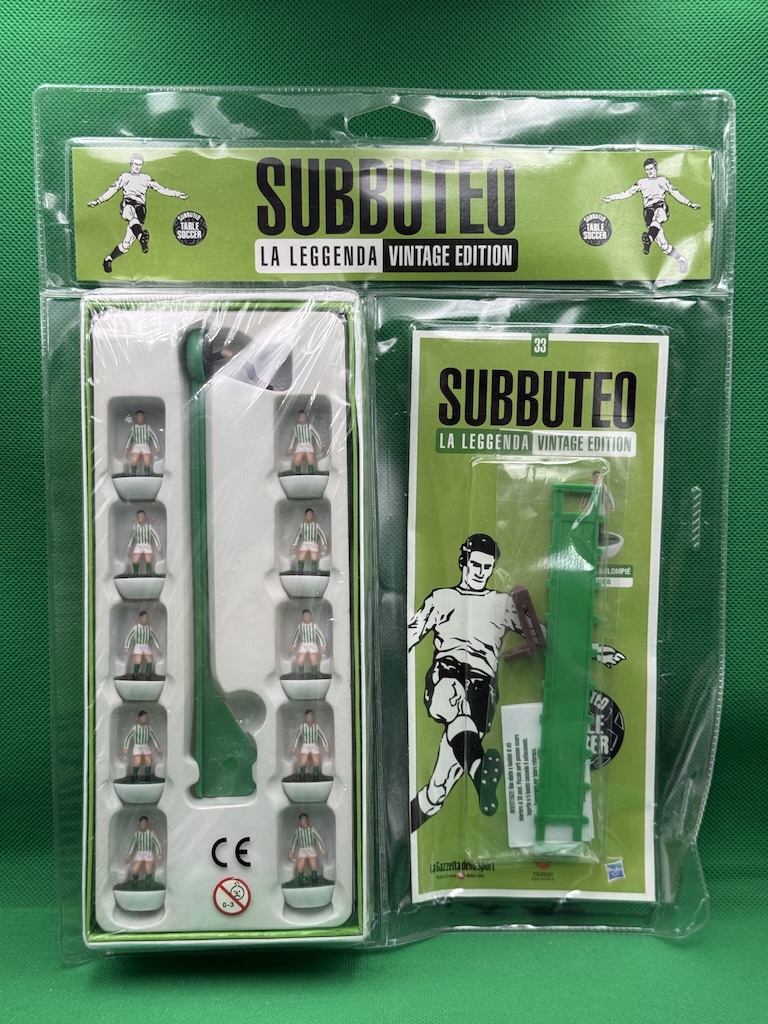 SUBBUTEO
LA LEGGENDA VINTAGE EDITION
SUBBUTEO
TABLE
SOCCER
SUBBUTEO
TABLE
SOCCER
33
SUBBUTEO
LA LEGGENDA VINTAGE EDITION
CE
0-3
La Gazzetta dello Sport